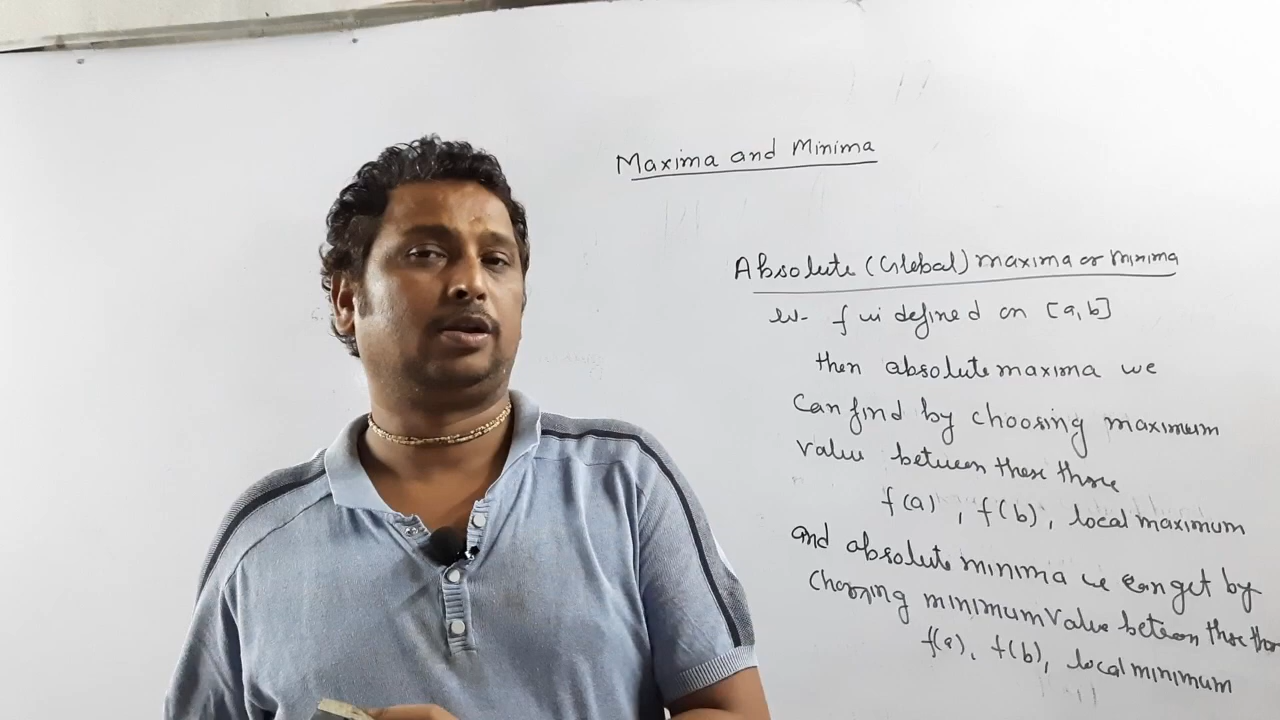 Maxima and Minima
Absolute (Global) maxima or minima
f is defined on [a,b]
then absolute maxima we
can find by choosing maximum
value between these three
f(a), f(b), local maximum
and absolute minima we can get by
choosing minimum value between these
f(a), f(b), local minimum